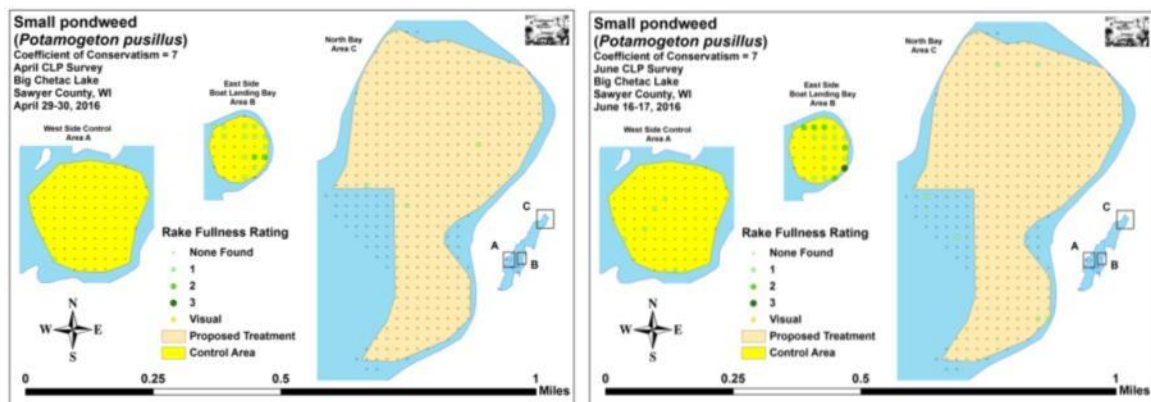 Small pondweed
(Potamogeton pusillus)
Coefficient of Conservatism = 7
April CLP Survey
Big Chetac Lake
Sawyer County, WI
April 29-30, 2016
North Bay
Area C
East Side
Boat Landing Bay
Area B
West Side Control
Area A
Rake Fullness Rating
None Found
1
2
3
Visual
Proposed Treatment
Control Area
N
W E
S
A
B
C
0 0.25 0.5 1
Miles
Small pondweed
(Potamogeton pusillus)
Coefficient of Conservatism = 7
June CLP Survey
Big Chetac Lake
Sawyer County, WI
June 16-17, 2016
North Bay
Area C
East Side
Boat Landing Bay
Area B
West Side Control
Area A
Rake Fullness Rating
None Found
1
2
3
Visual
Proposed Treatment
Control Area
N
W E
S
A
B
C
0 0.25 0.5 1
Miles